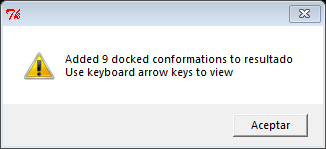 Added 9 docked conformations to resultado
Use keyboard arrow keys to view
Aceptar